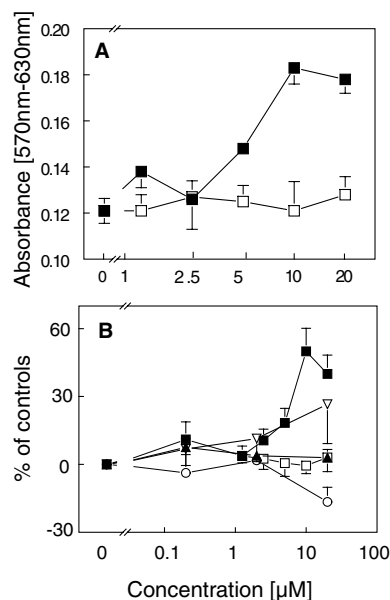 A
Absorbance [570nm-630nm]
0.20
0.18
0.16
0.14
0.12
0.10
0 1 2.5 5 10 20
B
% of controls
60
30
0
-30
0 0.1 1 10 100
Concentration [µM]